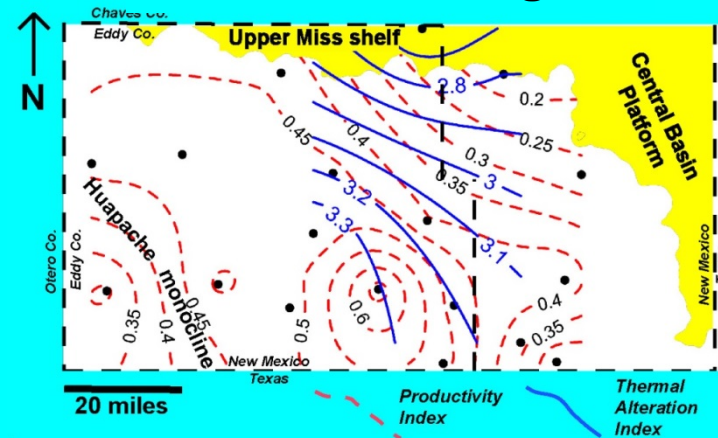 Chaves Co.
Eddy Co.
Upper Miss shelf
Central Basin
Platform
N
2.8
0.2
0.25
0.45
0.4
0.3
0.35
3
3.2
3.3
3.1
Huapache monocline
Otero Co.
Eddy Co.
0.35
0.4
0.45
0.5
0.6
0.4
0.35
New Mexico
New Mexico
Texas
20 miles
Productivity
Index
Thermal
Alteration
Index